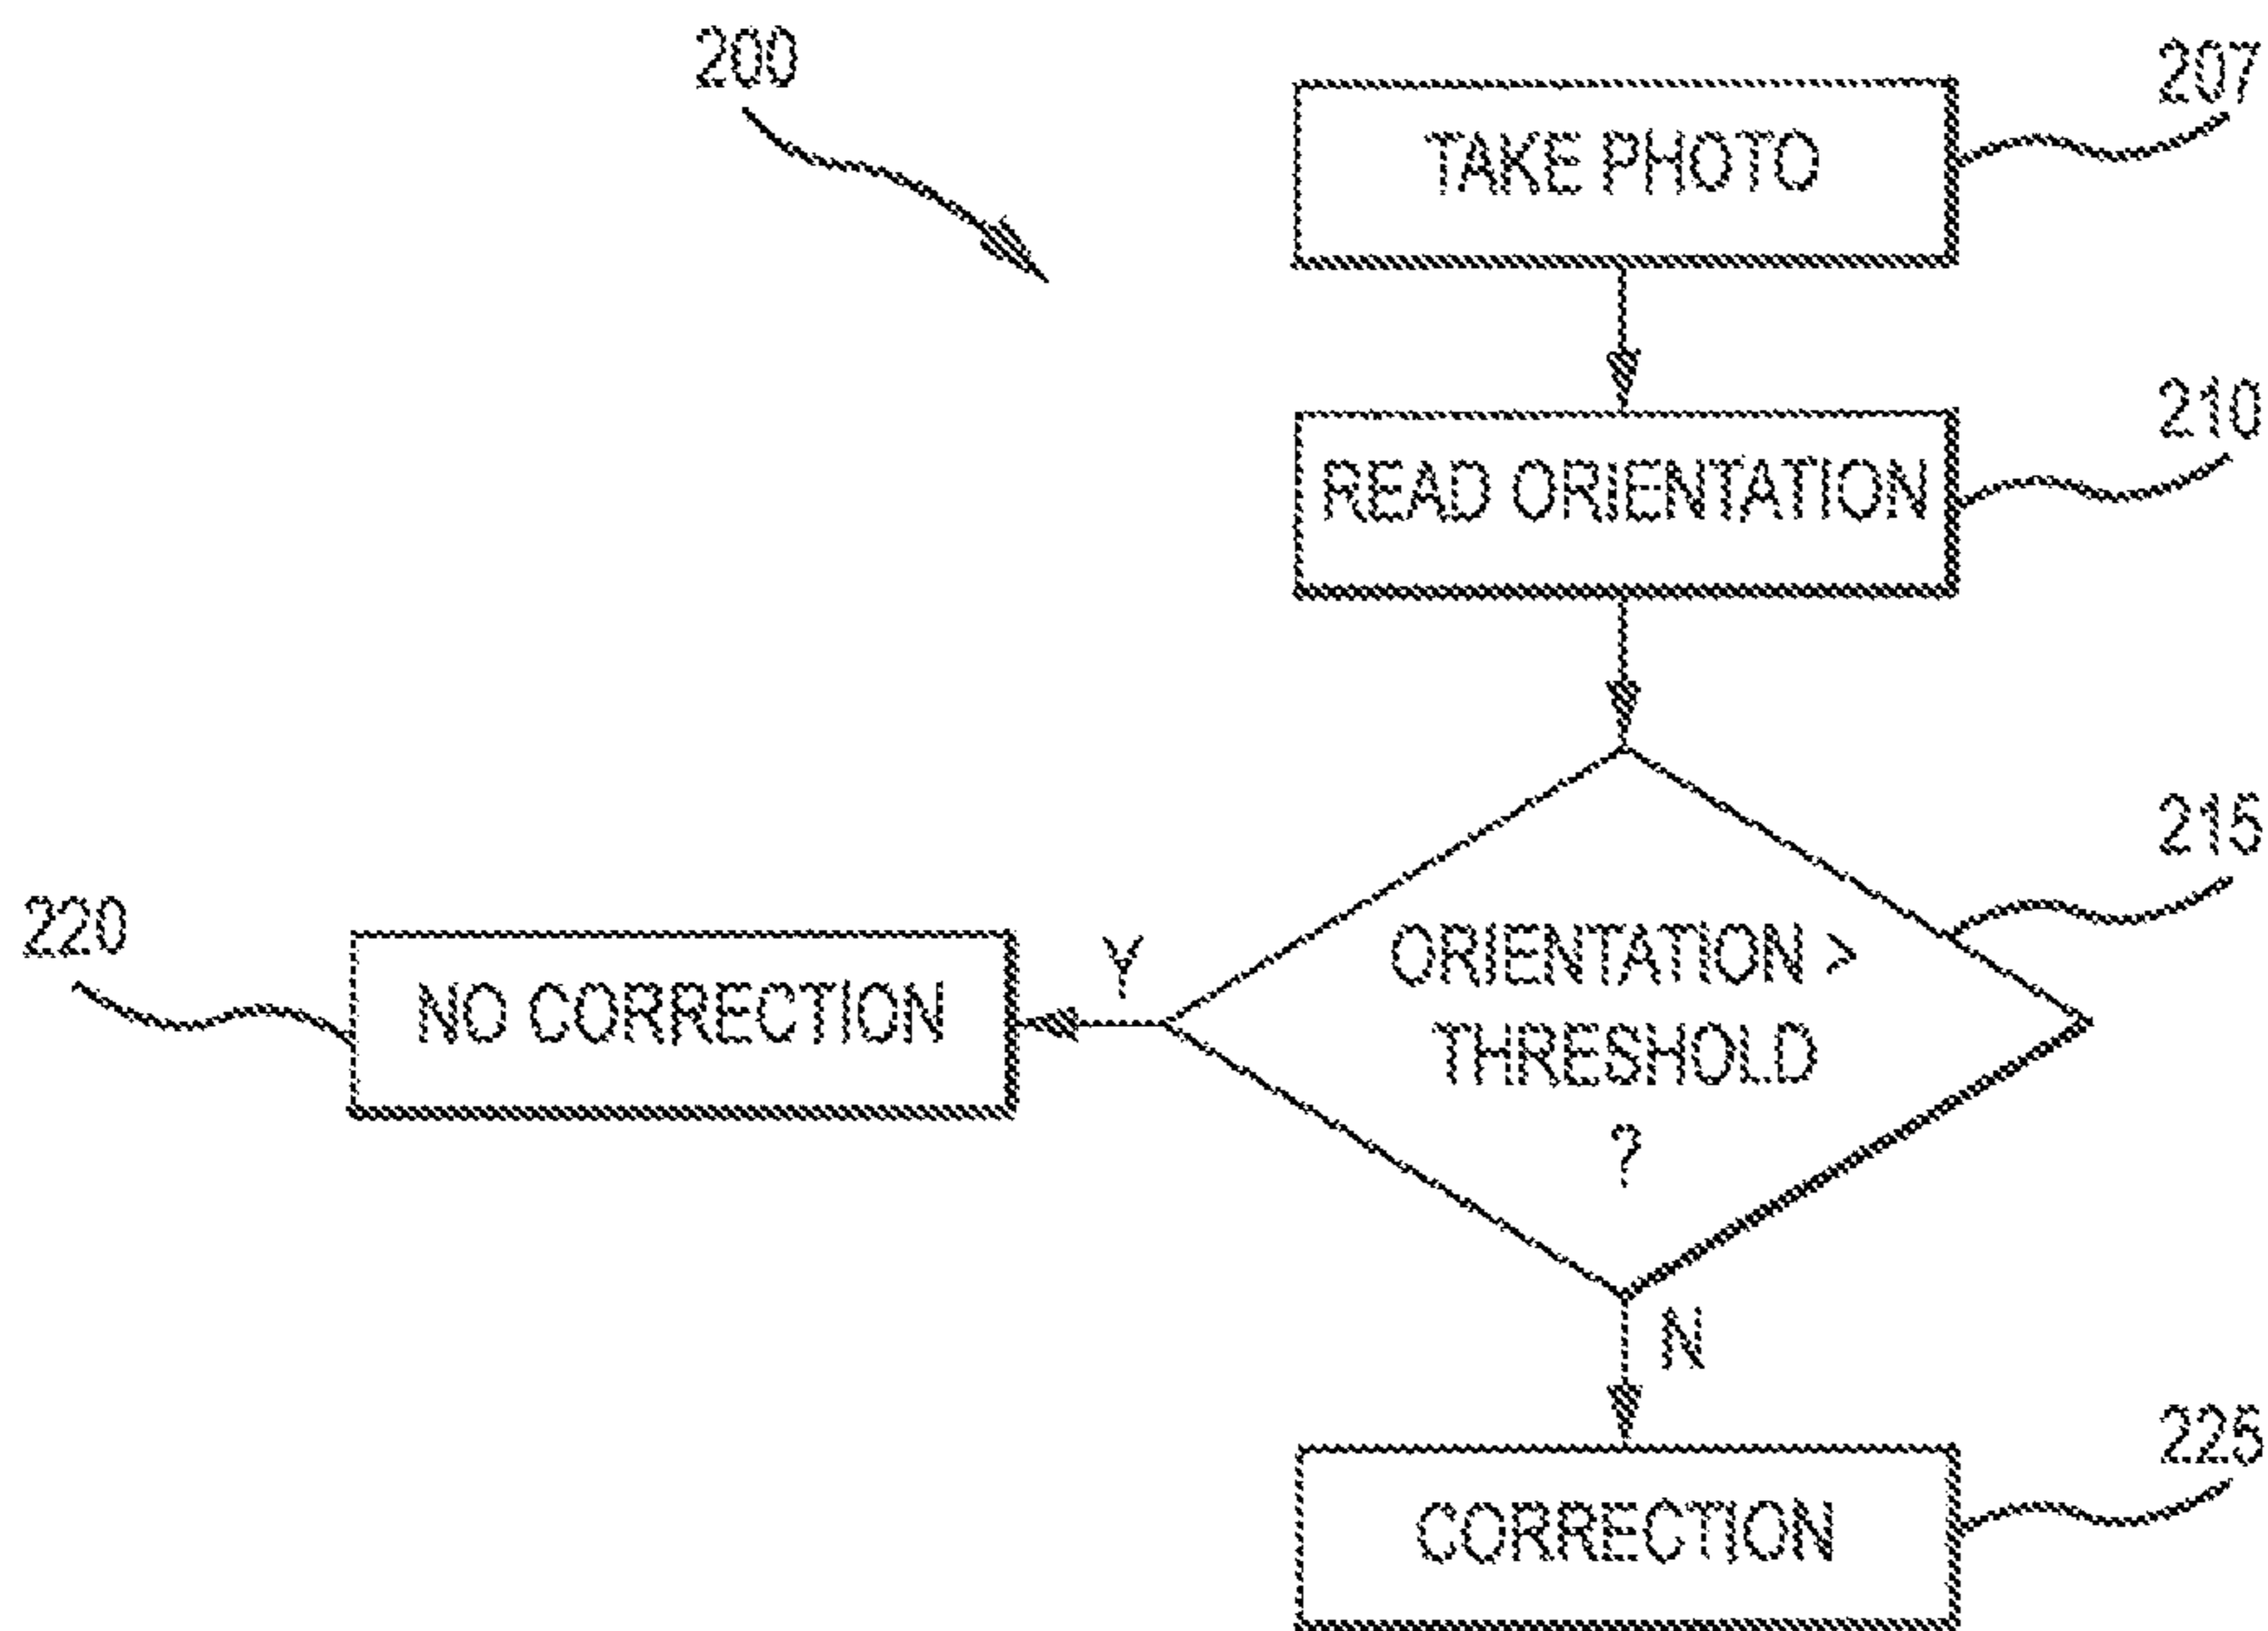 200
207
TAKE PHOTO
210
READ ORIENTATION
215
ORIENTATION >
THRESHOLD
?
Y
220
NO CORRECTION
N
225
CORRECTION